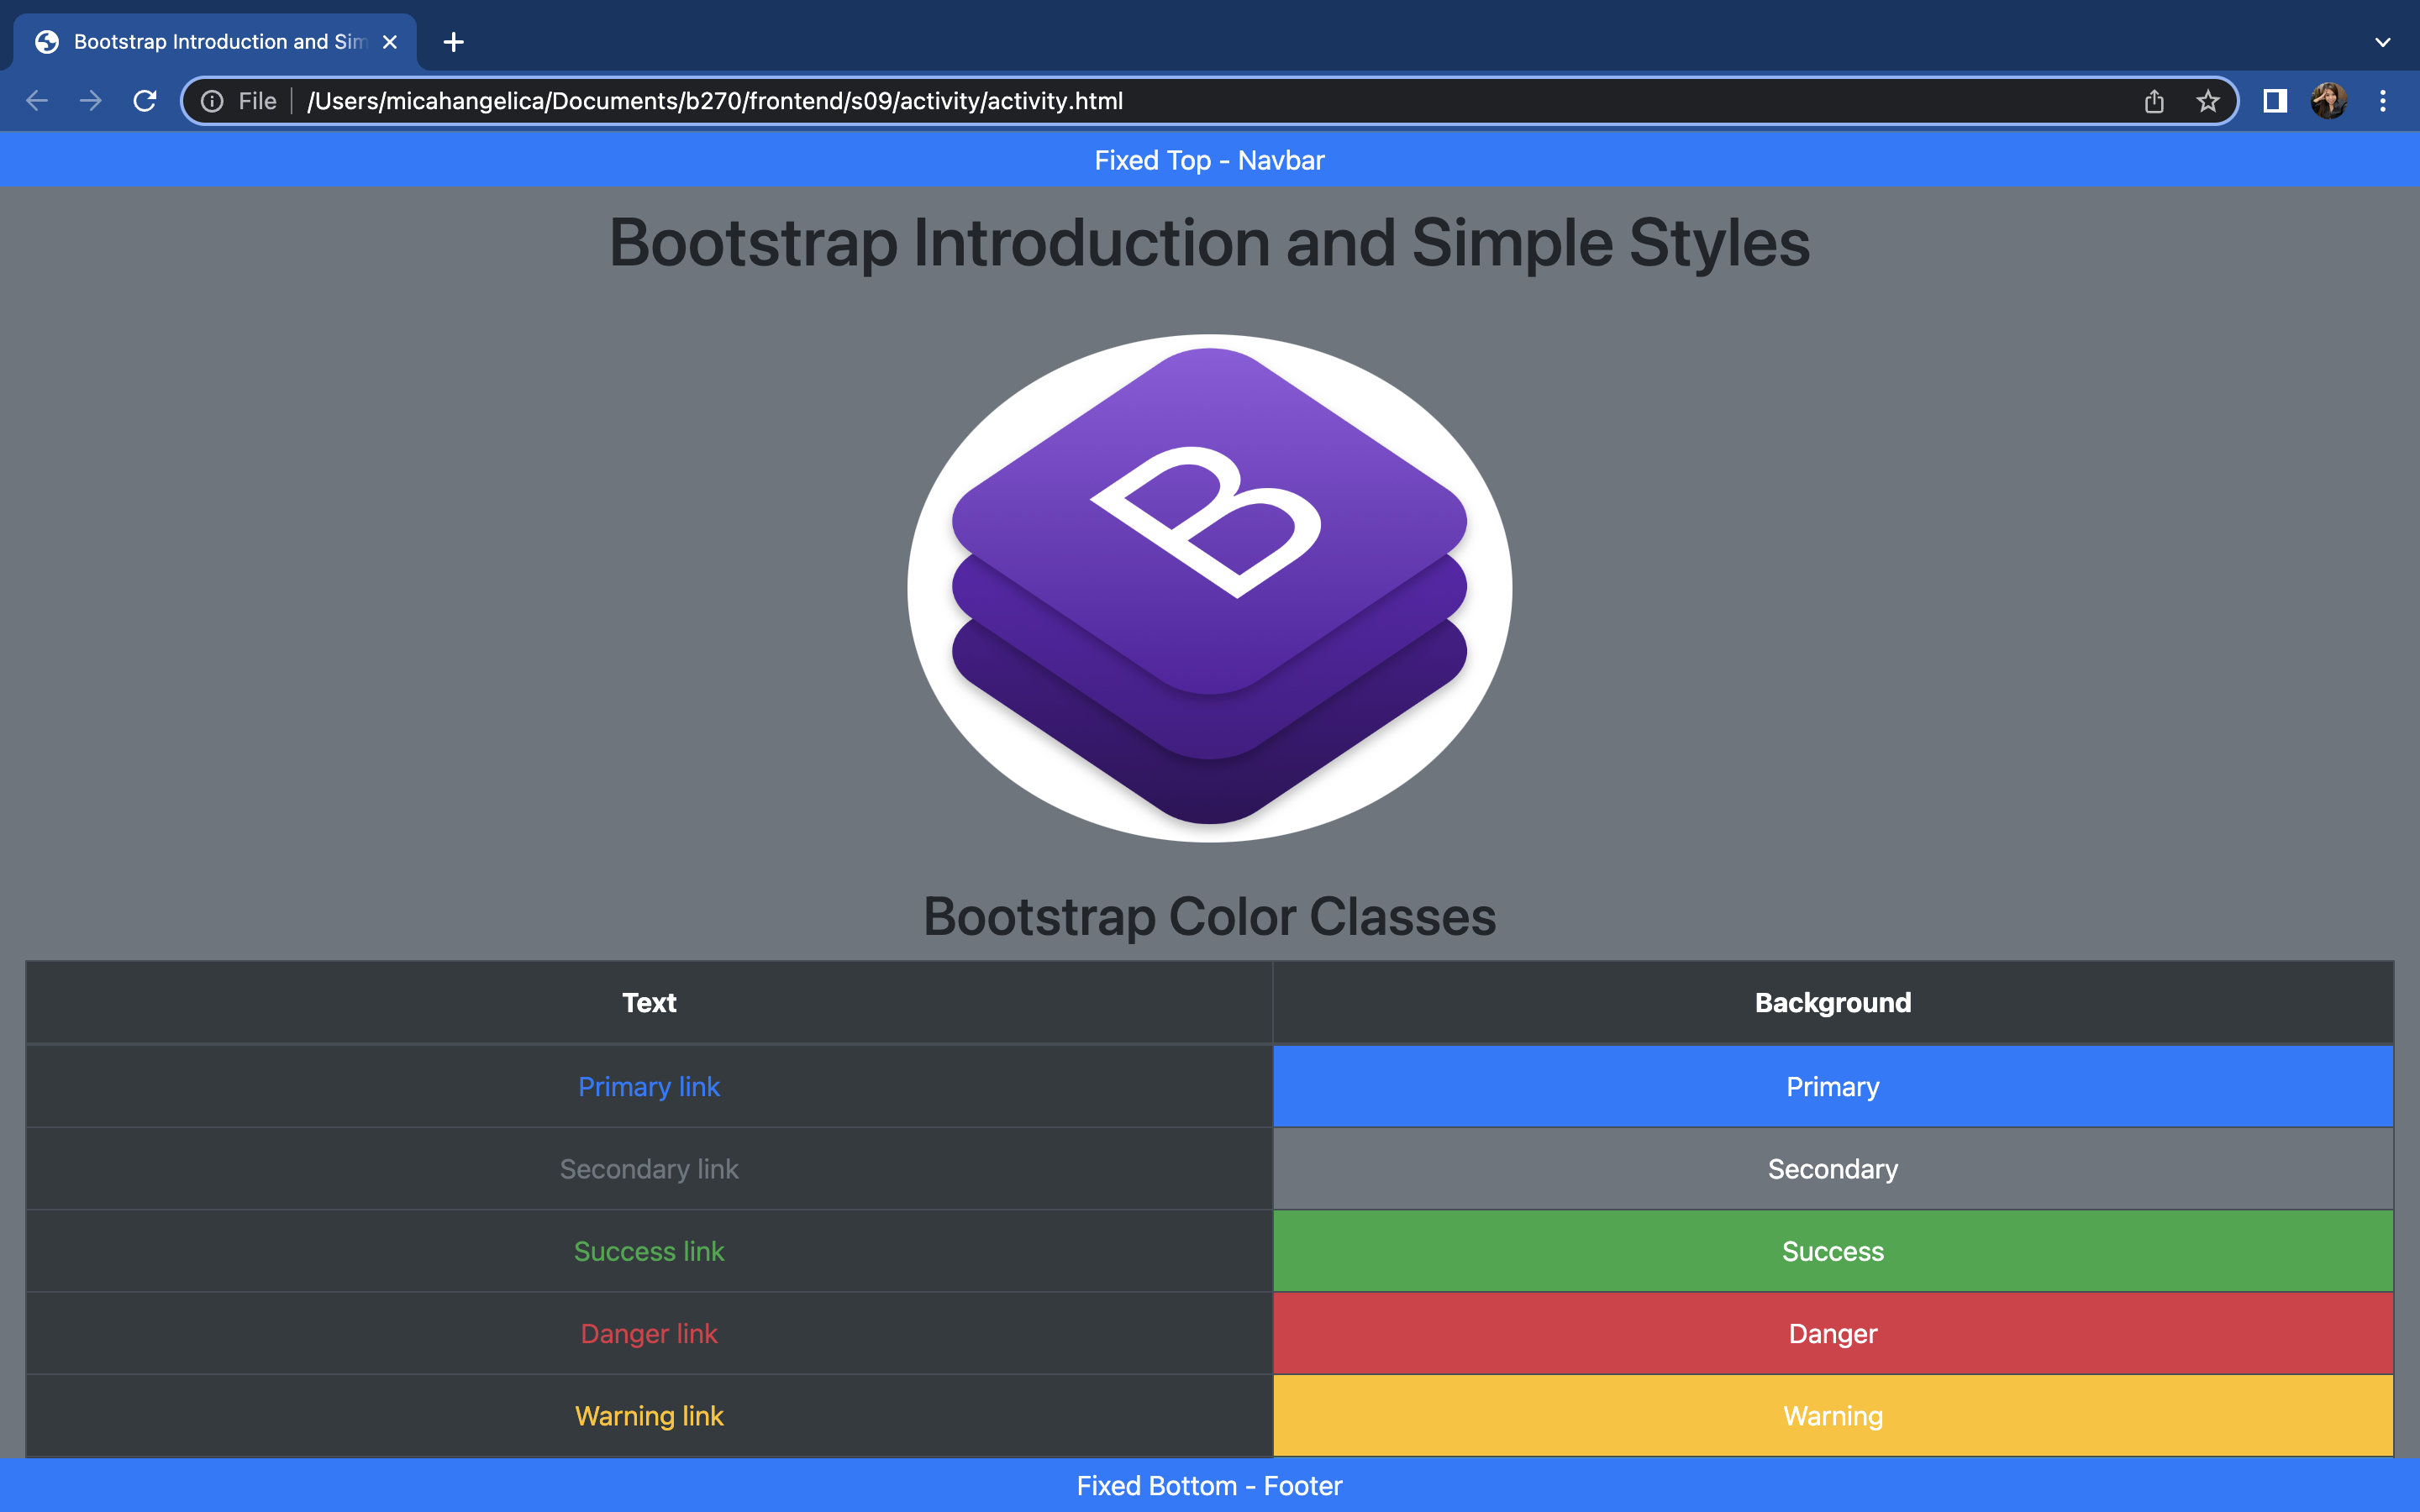 Bootstrap Introduction and Sim
File /Users/micahangelica/Documents/b270/frontend/s09/activity/activity.html
Fixed Top - Navbar
Bootstrap Introduction and Simple Styles
B
Bootstrap Color Classes
Text Background
Primary link Primary
Secondary link Secondary
Success link Success
Danger link Danger
Warning link Warning
Fixed Bottom - Footer